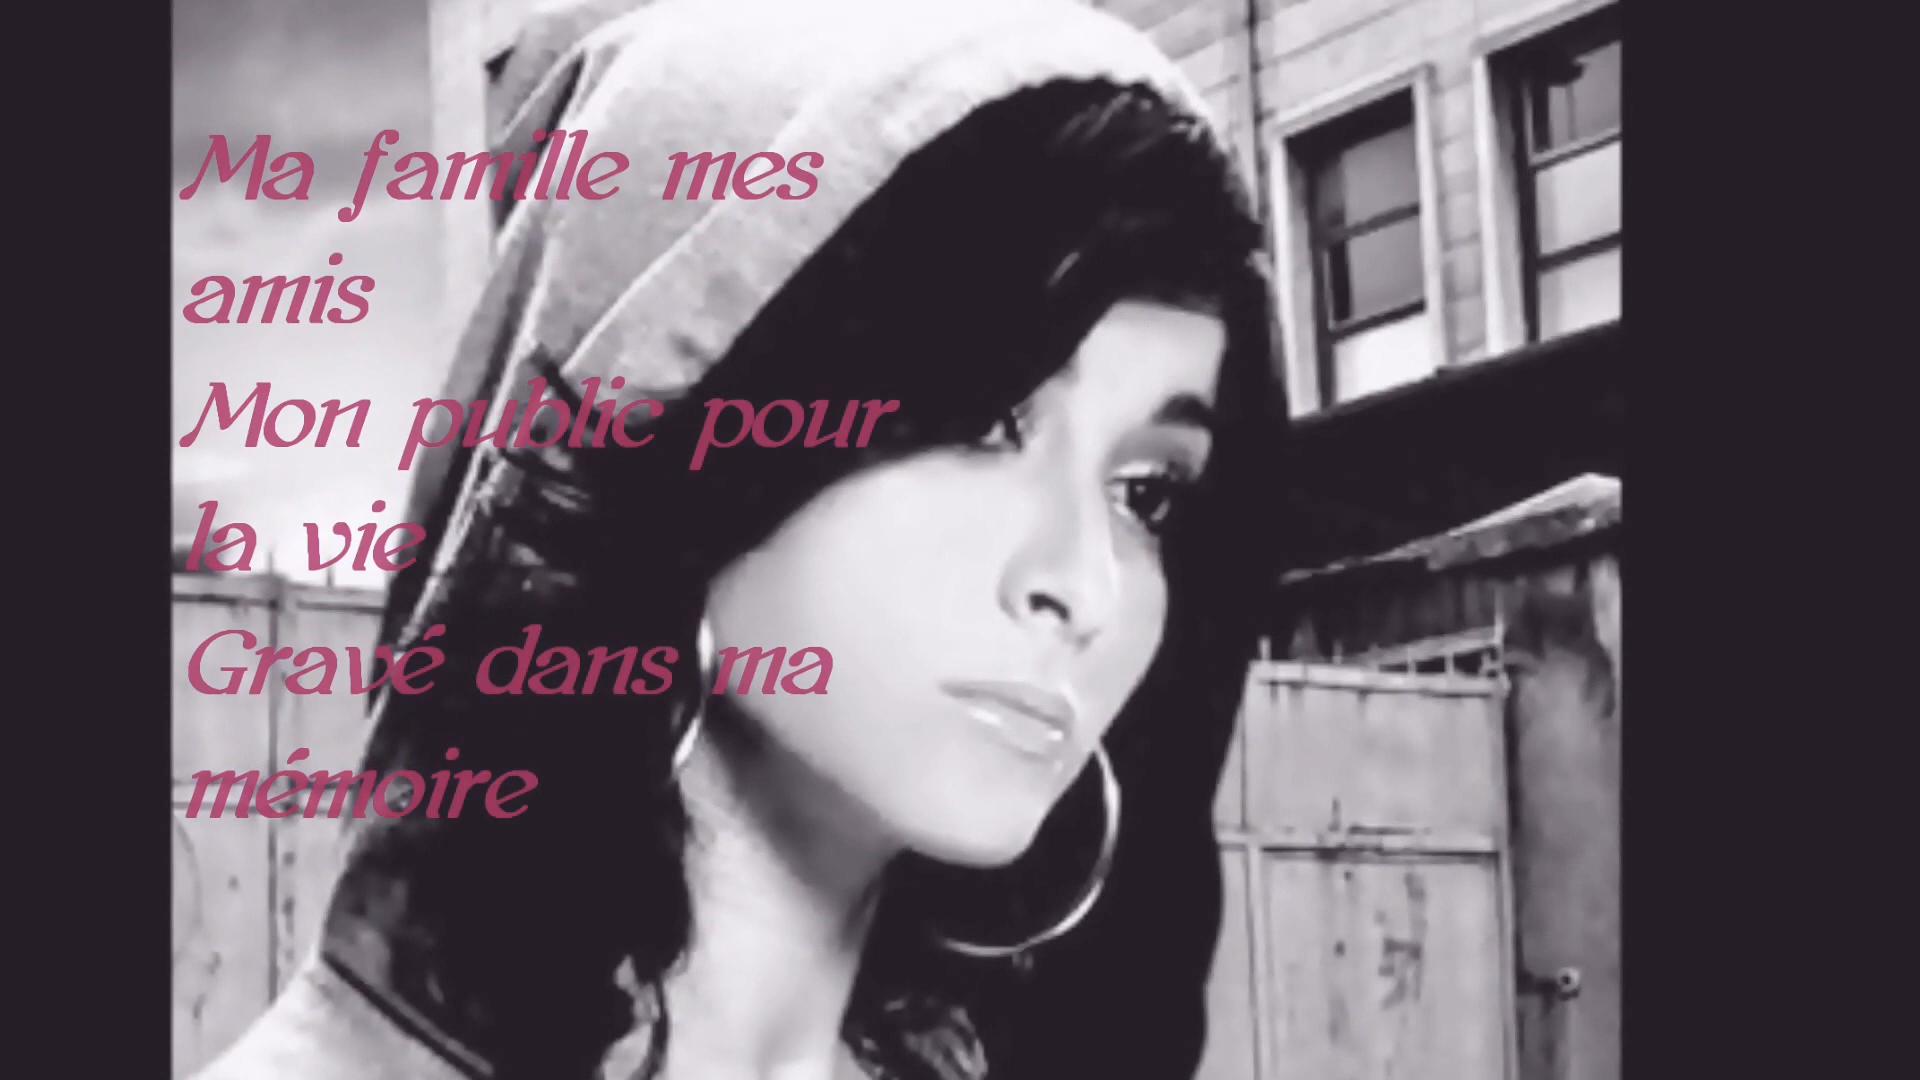 Ma famille mes
amis
Mon public pour
la vie
Gravé dans ma
mémoire